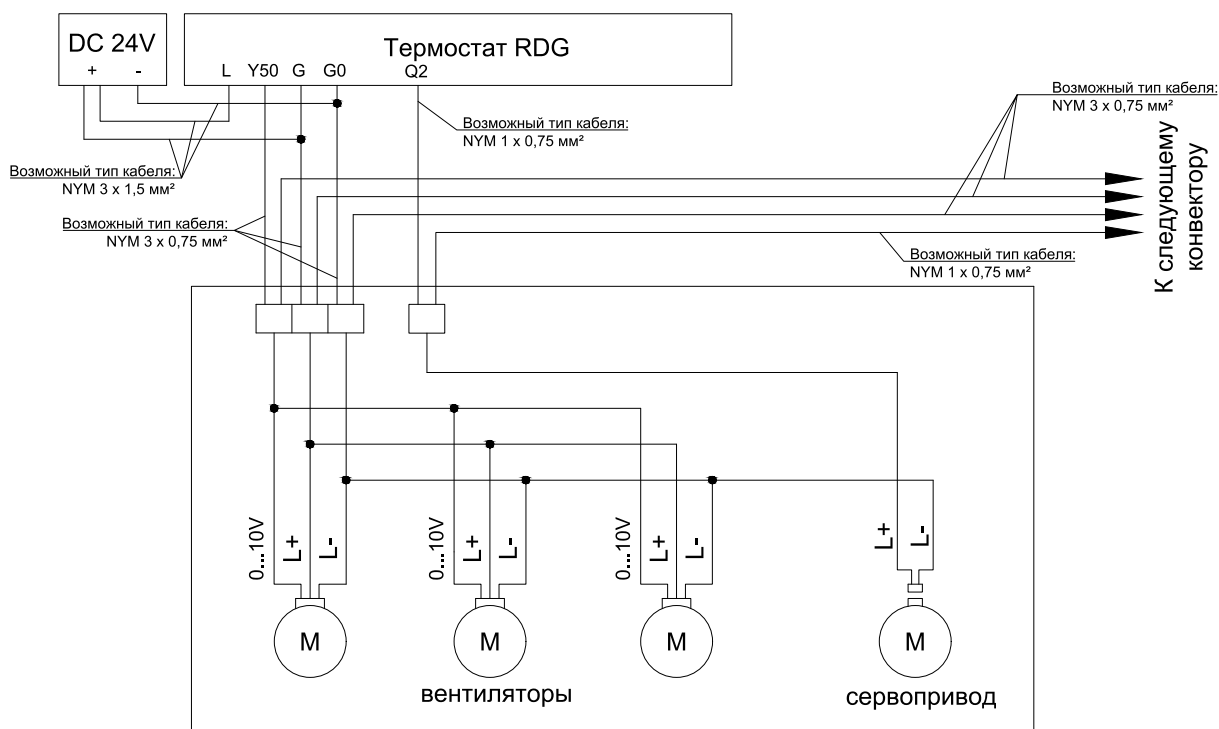 DC 24V
+ -
Термостат RDG
L Y50 G G0 Q2
Возможный тип кабеля:
NYM 3 x 0,75 мм²
Возможный тип кабеля:
NYM 1 x 0,75 мм²
Возможный тип кабеля:
NYM 3 x 1,5 мм²
Возможный тип кабеля:
NYM 3 x 0,75 мм²
Возможный тип кабеля:
NYM 1 x 0,75 мм²
К следующему
конвектору
0...10V L+ L-
0...10V L+ L-
0...10V L+ L-
L+ L-
M M M M
вентиляторы
сервопривод